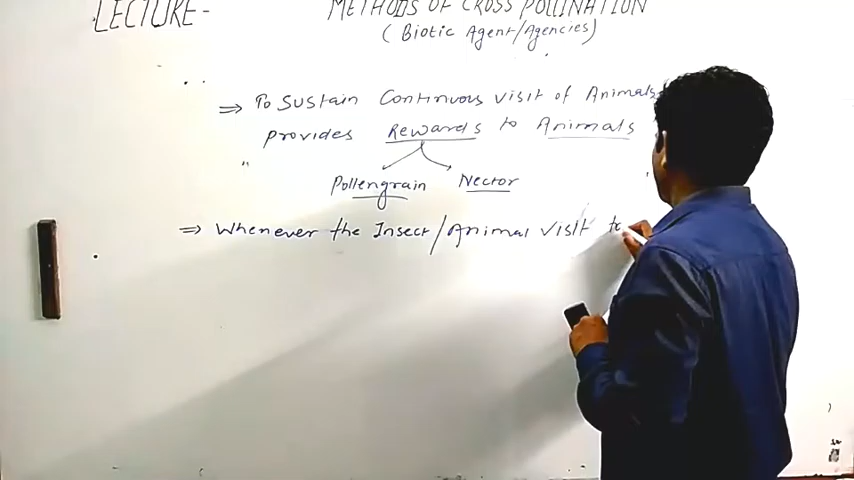 LECTURE-
METHODS OF CROSS POLLINATION
(Biotic Agent/Agencies)
⇒ To Sustain Continuous visit of Animals
provides Rewards to Animals
Pollengrain Nector
⇒ Whenever the Insect/Animal visit to